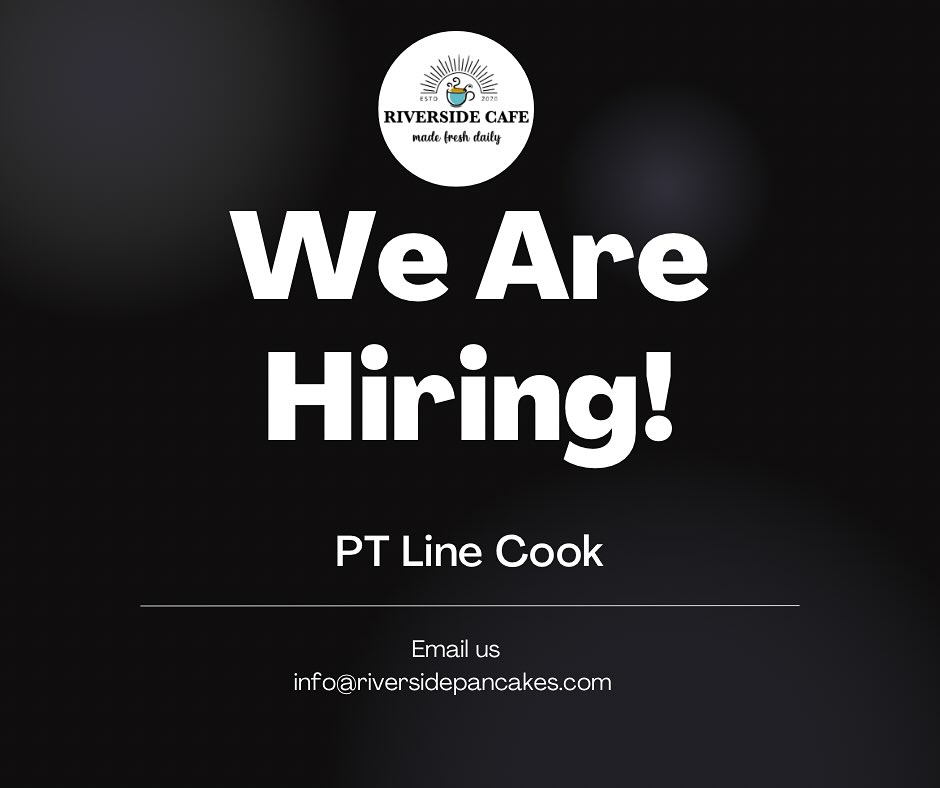 ESTD 2020
RIVERSIDE CAFE
made fresh daily
We Are
Hiring!
PT Line Cook
Email us
info@riversidepancakes.com